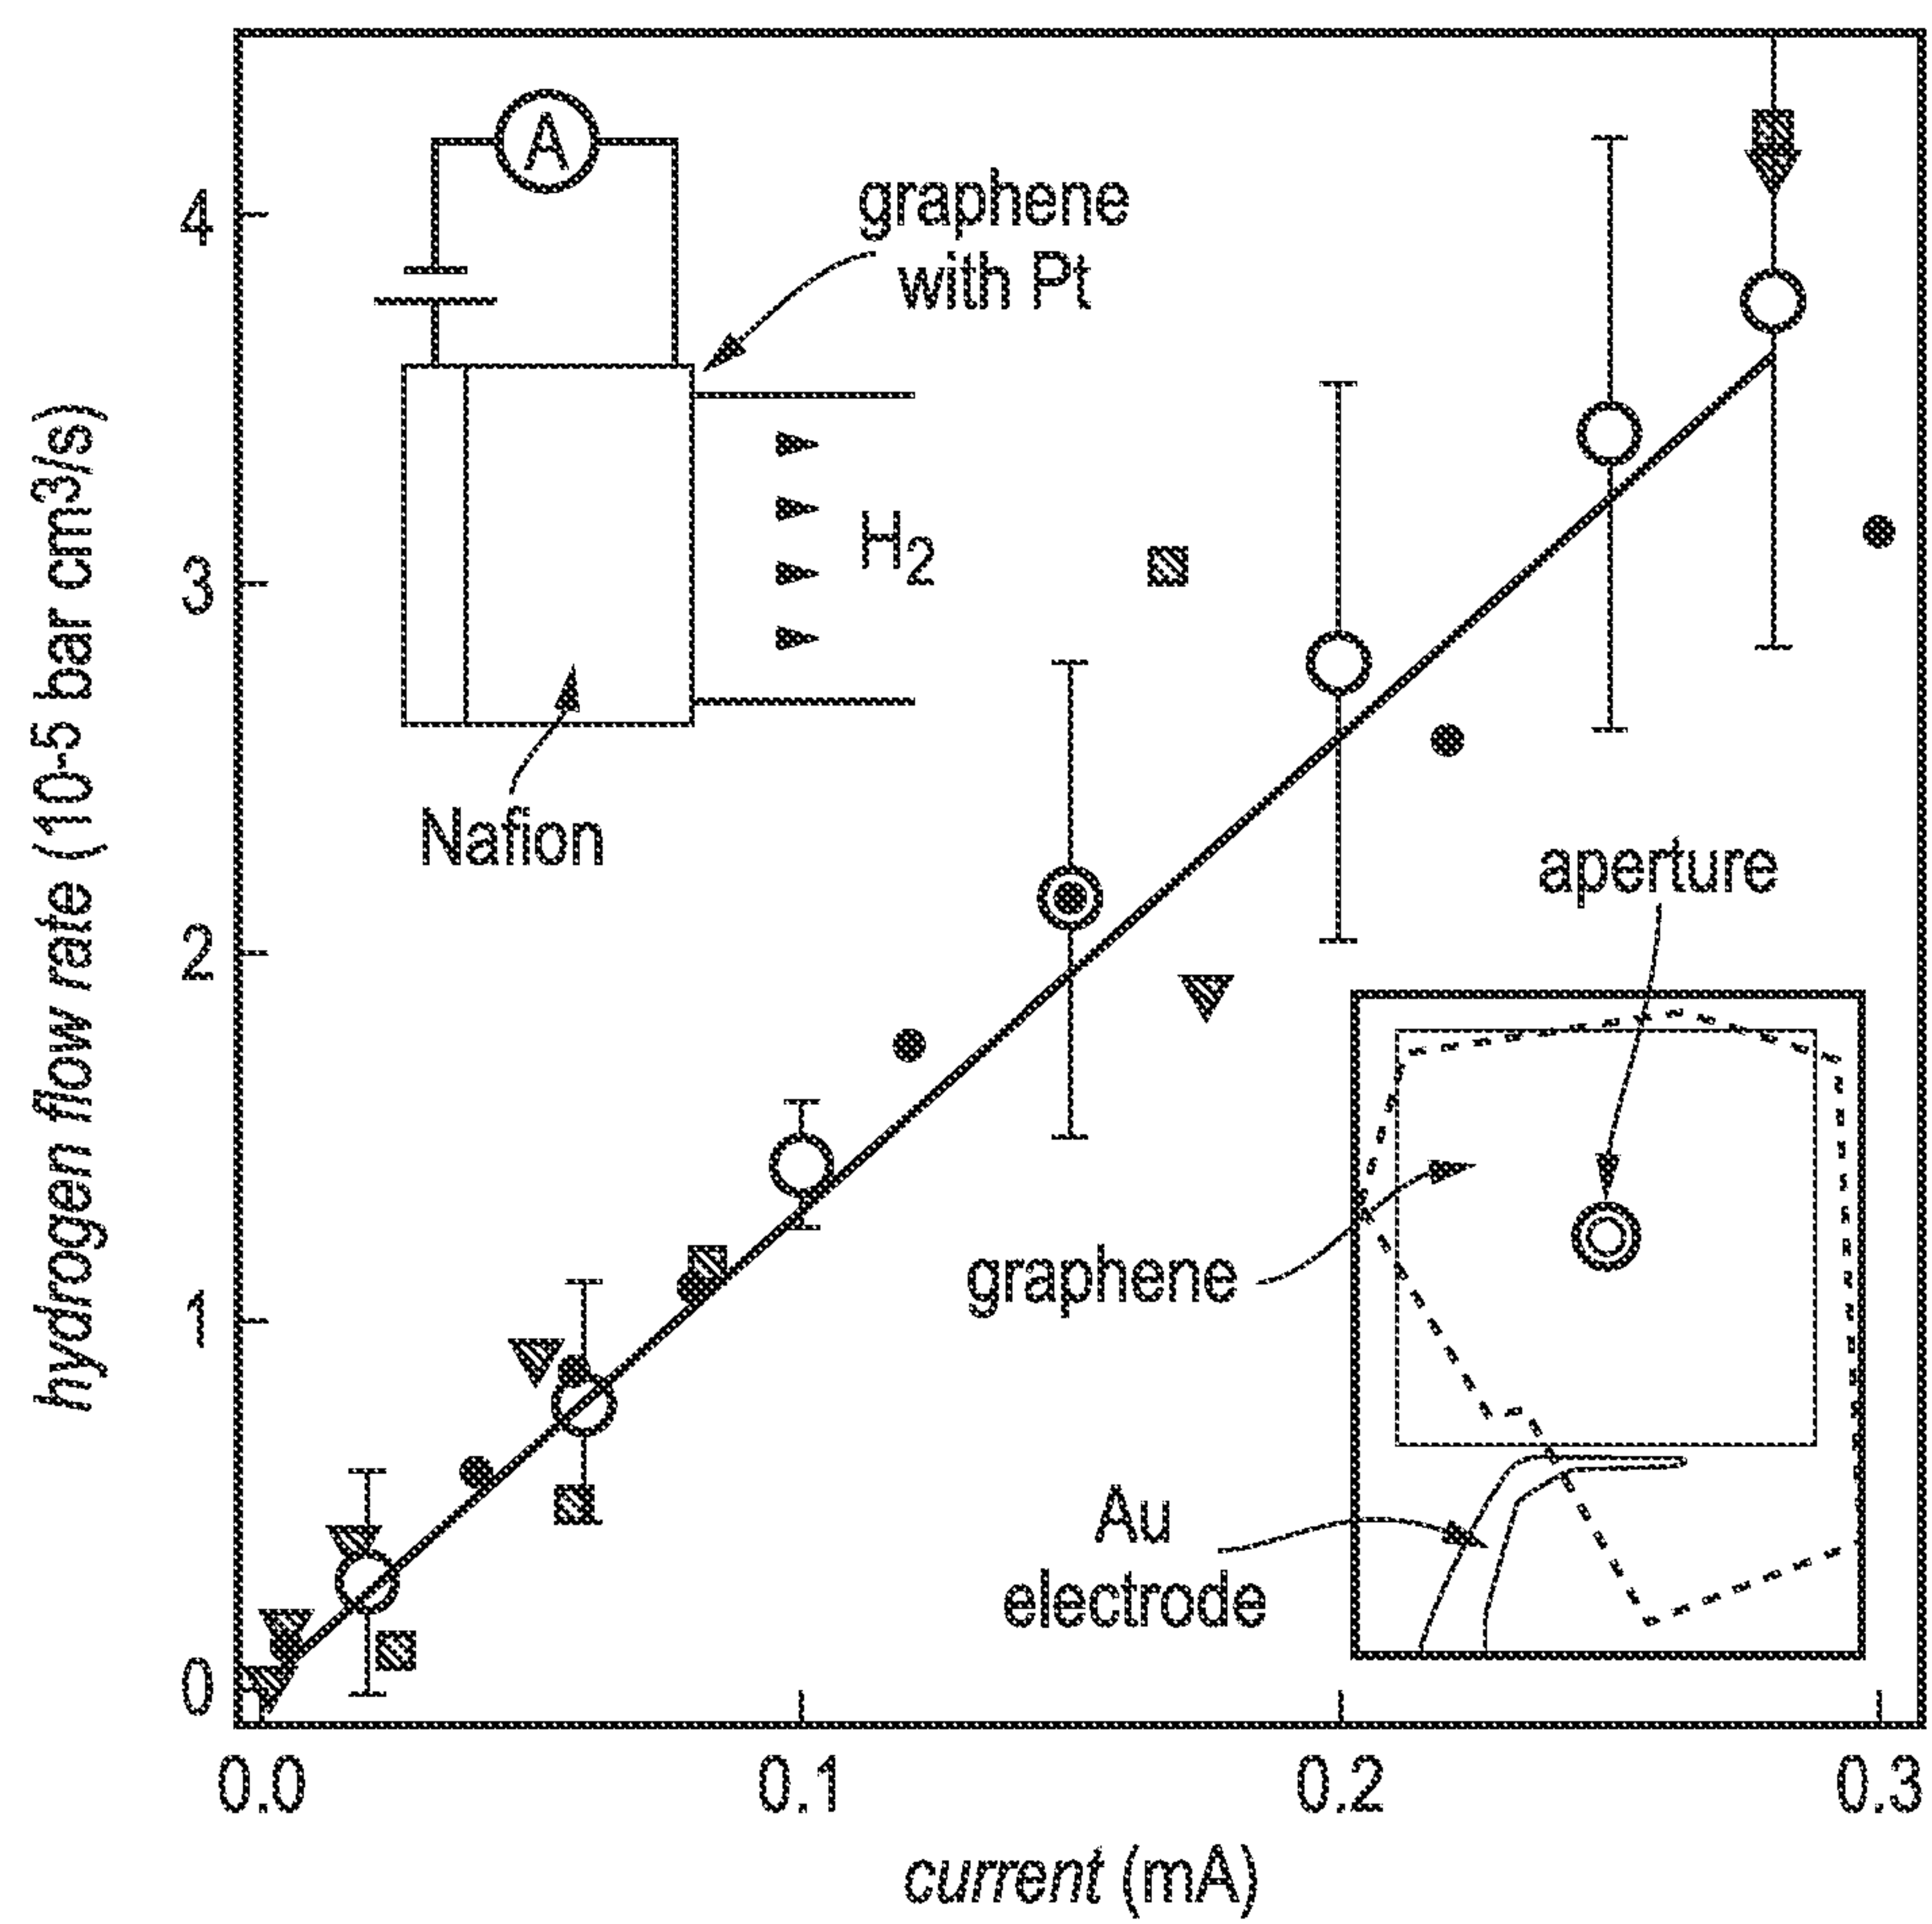 hydrogen flow rate (10-5 bar cm3/s)
4
3
2
1
0
A
graphene
with Pt
H2
Nafion
aperture
graphene
Au
electrode
0.0
0.1
0.2
0.3
current (mA)